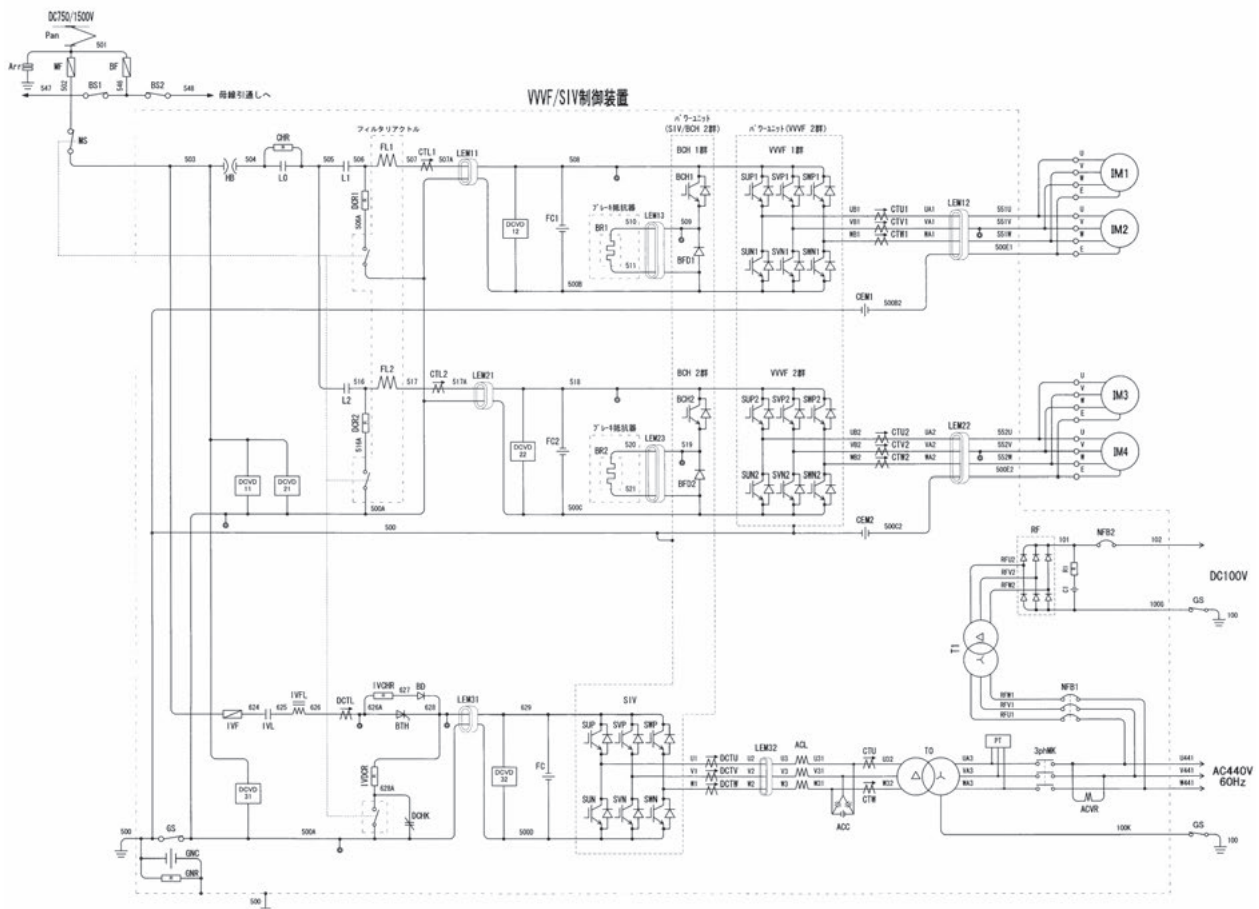 DC750/1500V
Pan
501
Arr
MF
BF
502
546
BS1
BS2
547
548
母線引通しへ
VVVF/SIV制御装置
MS
フィルタリアクトル
パワーユニット
(SIV/BCH 2群)
パワーユニット(VVVF 2群)
503
HB
504
CHR
LO
505
L1
506
FL1
507
CTL1
507A
LEM11
508
BCH 1群
VVVF 1群
DCR1
506A
DCVD
12
FC1
ブレーキ抵抗器
BR1
510
511
LEM13
509
BCH1
BFD1
SUP1
SVP1
SWP1
SUN1
SVN1
SWN1
UB1
VB1
WB1
CTU1
CTV1
CTW1
UA1
VA1
WA1
LEM12
551U
551V
551W
500E1
U
V
W
E
IM1
U
V
W
E
IM2
500B
CEM1
500B2
L2
516
FL2
517
CTL2
517A
LEM21
518
BCH 2群
VVVF 2群
DCR2
516A
DCVD
22
FC2
ブレーキ抵抗器
BR2
520
521
LEM23
519
BCH2
BFD2
SUP2
SVP2
SWP2
SUN2
SVN2
SWN2
UB2
VB2
WB2
CTU2
CTV2
CTW2
UA2
VA2
WA2
LEM22
552U
552V
552W
500E2
U
V
W
E
IM3
U
V
W
E
IM4
DCVD
11
DCVD
21
500A
500C
500
CEM2
500C2
RF
101
NFB2
102
RFU2
RFV2
RFW2
DC100V
100G
GS
100
T1
RFW1
RFV1
RFU1
NFB1
IVF
624
IVL
625
IVFL
626
DCTL
626A
IVCHR
627
BD
BTH
628
LEM31
629
SIV
DCVD
31
IVDCR
628A
DCHK
DCVD
32
FC
SUP
SVP
SWP
SUN
SVN
SWN
U1
V1
W1
DCTU
DCTV
DCTW
U2
V2
W2
LEM32
U3
V3
W3
ACL
U31
V31
W31
ACC
CTU
U32
W32
CTW
TO
UA3
VA3
WA3
PT
3phMK
ACVR
U441
V441
W441
AC440V
60Hz
500
GS
500A
500D
100K
GS
100
GNC
GNR
500